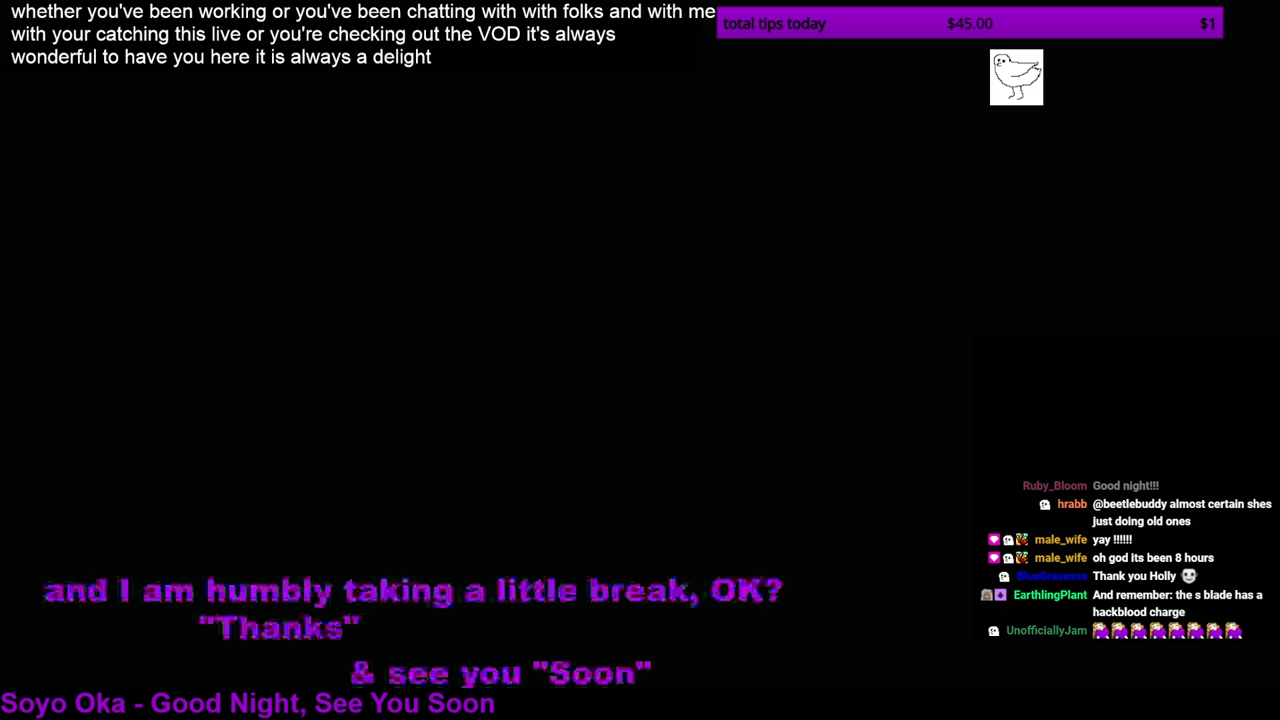 whether you've been working or you've been chatting with with folks and with me
with your catching this live or you're checking out the VOD it's always
wonderful to have you here it is always a delight
total tips today $45.00 $1
Ruby_Bloom Good night!!!
hrabb @beetlebuddy almost certain shes
just doing old ones
male_wife yay !!!!!!
male_wife oh god its been 8 hours
BlueGravesss Thank you Holly
EarthlingPlant And remember: the s blade has a
hackblood charge
UnofficiallyJam
and I am humbly taking a little break, OK?
"Thanks"
& see you "Soon"
Soyo Oka - Good Night, See You Soon